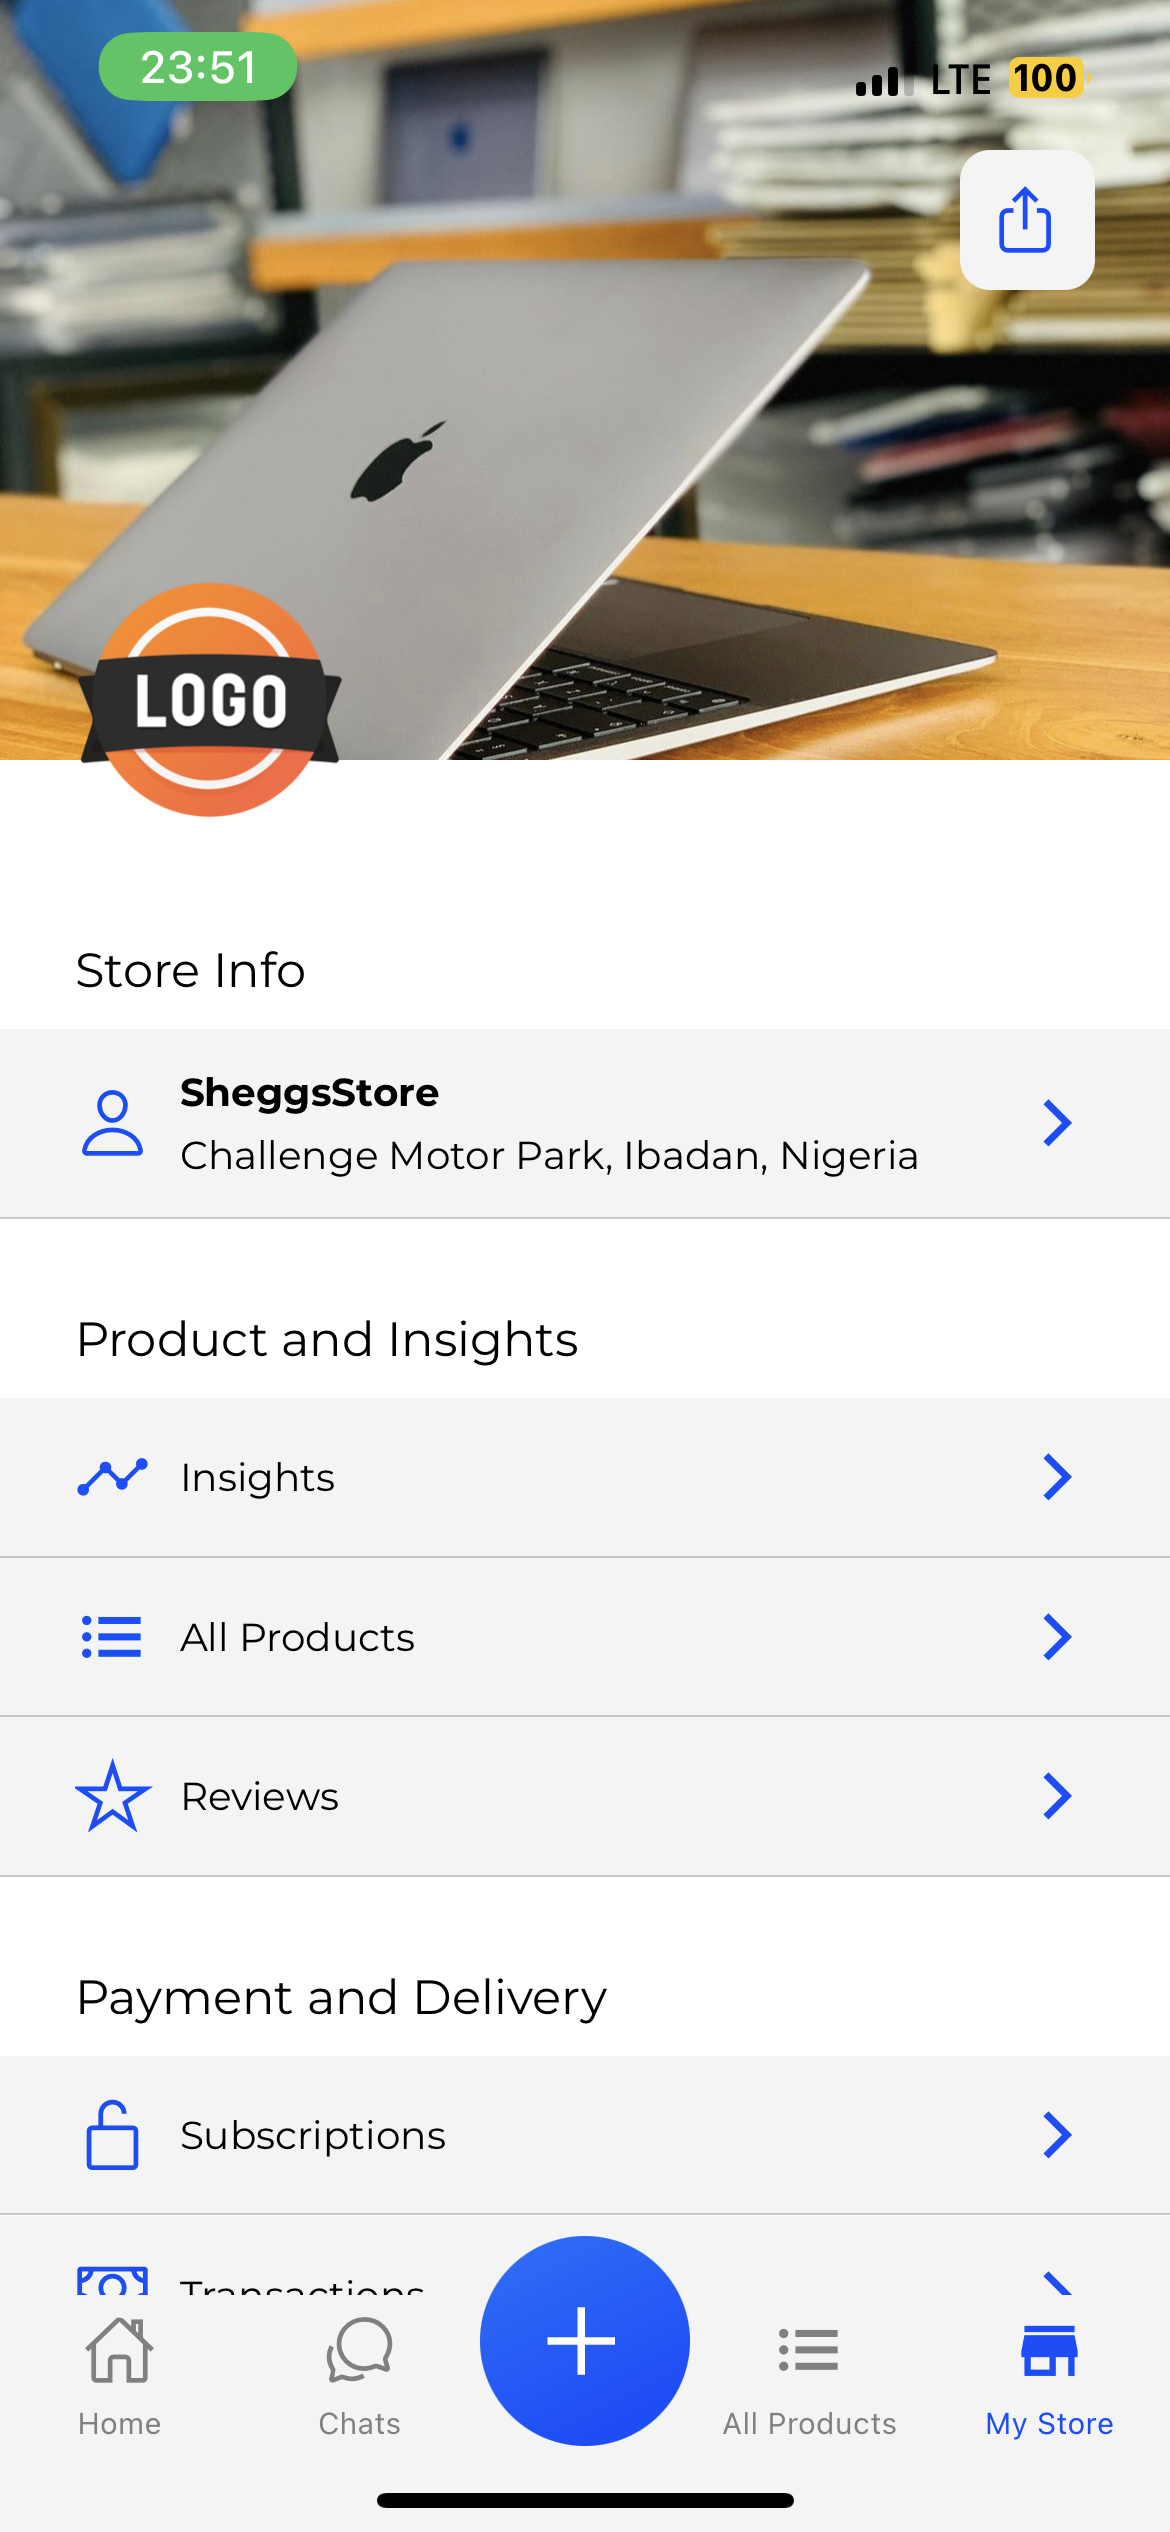 23:51
LTE 100
LOGO
Store Info
SheggsStore
Challenge Motor Park, Ibadan, Nigeria
Product and Insights
Insights
All Products
Reviews
Payment and Delivery
Subscriptions
Transactions
Home
Chats
All Products
My Store